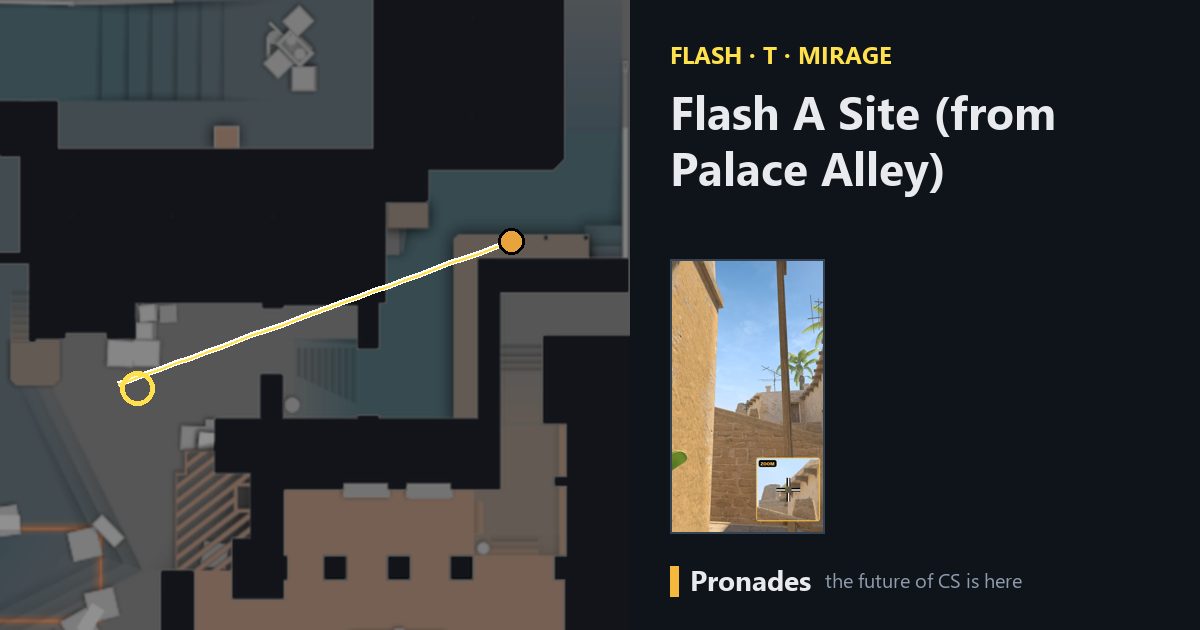 FLASH · T · MIRAGE
Flash A Site (from
Palace Alley)
ZOOM
Pronades the future of CS is here